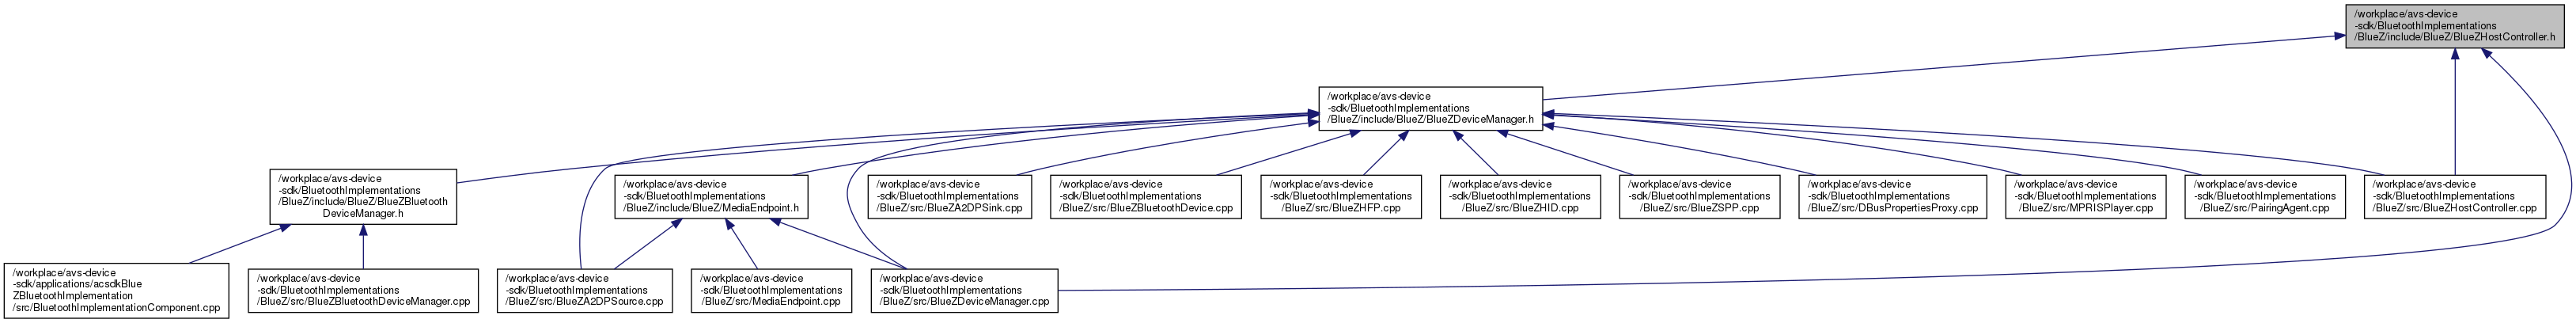 /workplace/avs-device
-sdk/BluetoothImplementations
/BlueZ/include/BlueZ/BlueZHostController.h
/workplace/avs-device
-sdk/BluetoothImplementations
/BlueZ/include/BlueZ/BlueZDeviceManager.h
/workplace/avs-device
-sdk/BluetoothImplementations
/BlueZ/include/BlueZ/BlueZBluetooth
DeviceManager.h
/workplace/avs-device
-sdk/BluetoothImplementations
/BlueZ/include/BlueZ/MediaEndpoint.h
/workplace/avs-device
-sdk/BluetoothImplementations
/BlueZ/src/BlueZA2DPSink.cpp
/workplace/avs-device
-sdk/BluetoothImplementations
/BlueZ/src/BlueZBluetoothDevice.cpp
/workplace/avs-device
-sdk/BluetoothImplementations
/BlueZ/src/BlueZHFP.cpp
/workplace/avs-device
-sdk/BluetoothImplementations
/BlueZ/src/BlueZHID.cpp
/workplace/avs-device
-sdk/BluetoothImplementations
/BlueZ/src/BlueZSPP.cpp
/workplace/avs-device
-sdk/BluetoothImplementations
/BlueZ/src/DBusPropertiesProxy.cpp
/workplace/avs-device
-sdk/BluetoothImplementations
/BlueZ/src/MPRISPlayer.cpp
/workplace/avs-device
-sdk/BluetoothImplementations
/BlueZ/src/PairingAgent.cpp
/workplace/avs-device
-sdk/BluetoothImplementations
/BlueZ/src/BlueZHostController.cpp
/workplace/avs-device
-sdk/applications/acsdkBlue
ZBluetoothImplementation
/src/BluetoothImplementationComponent.cpp
/workplace/avs-device
-sdk/BluetoothImplementations
/BlueZ/src/BlueZBluetoothDeviceManager.cpp
/workplace/avs-device
-sdk/BluetoothImplementations
/BlueZ/src/BlueZA2DPSource.cpp
/workplace/avs-device
-sdk/BluetoothImplementations
/BlueZ/src/MediaEndpoint.cpp
/workplace/avs-device
-sdk/BluetoothImplementations
/BlueZ/src/BlueZDeviceManager.cpp